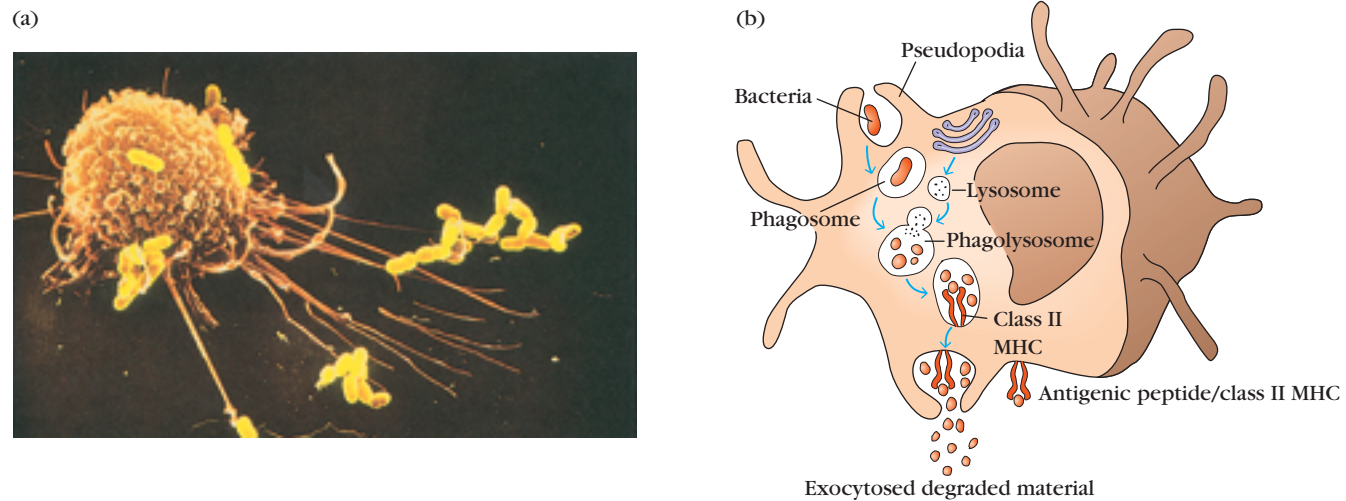 (a)
(b)
Pseudopodia
Bacteria
Lysosome
Phagosome
Phagolysosome
Class II
MHC
Antigenic peptide/class II MHC
Exocytosed degraded material